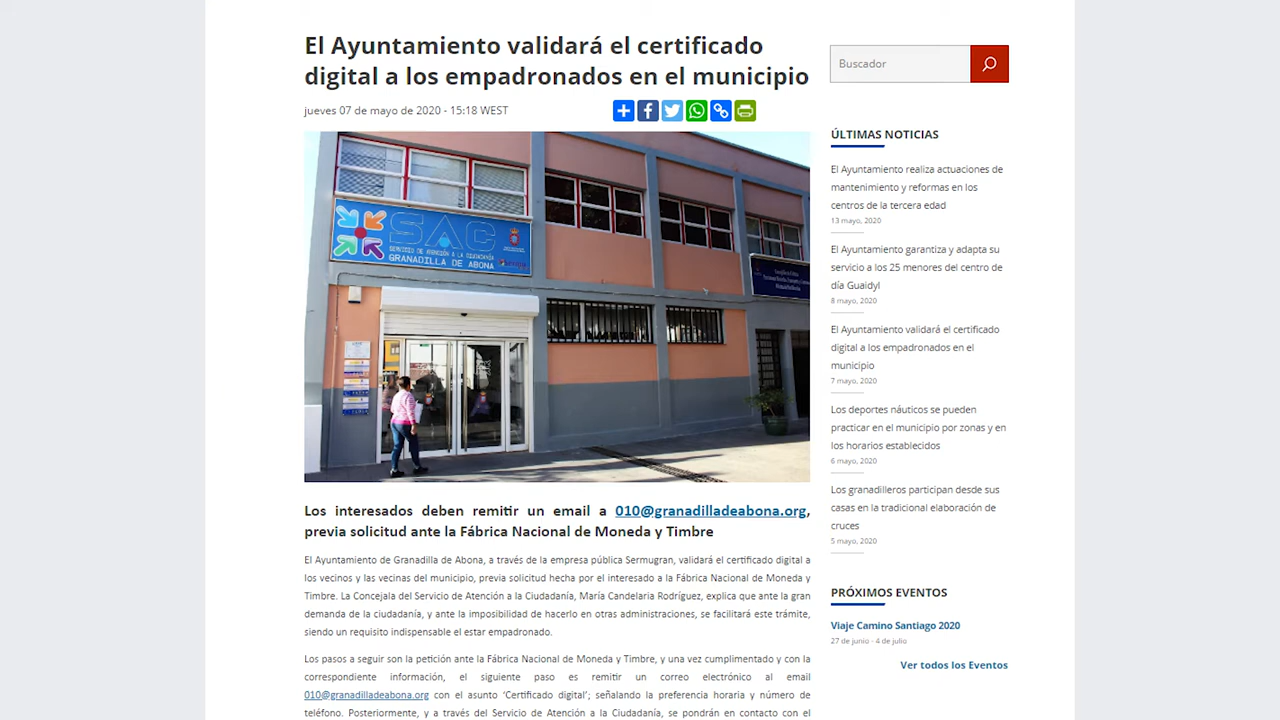 El Ayuntamiento validará el certificado
digital a los empadronados en el municipio
jueves 07 de mayo de 2020 - 15:18 WEST
SAC
SERVICIO DE ATENCIÓN A LA CIUDADANÍA
GRANADILLA DE ABONA
Los interesados deben remitir un email a 010@granadilladeabona.org,
previa solicitud ante la Fábrica Nacional de Moneda y Timbre
El Ayuntamiento de Granadilla de Abona, a través de la empresa pública Sermugran, validará el certificado digital a
los vecinos y las vecinas del municipio, previa solicitud hecha por el interesado a la Fábrica Nacional de Moneda y
Timbre. La Concejala del Servicio de Atención a la Ciudadanía, María Candelaria Rodríguez, explica que ante la gran
demanda de la ciudadanía, y ante la imposibilidad de hacerlo en otras administraciones, se facilitará este trámite,
siendo un requisito indispensable el estar empadronado.
Los pasos a seguir son la petición ante la Fábrica Nacional de Moneda y Timbre, y una vez cumplimentado y con la
correspondiente información, el siguiente paso es remitir un correo electrónico al email
010@granadilladeabona.org con el asunto ‘Certificado digital’; señalando la preferencia horaria y número de
teléfono. Posteriormente, y a través del Servicio de Atención a la Ciudadanía, se pondrán en contacto con el
Buscador
ÚLTIMAS NOTICIAS
El Ayuntamiento realiza actuaciones de
mantenimiento y reformas en los
centros de la tercera edad
13 mayo, 2020
El Ayuntamiento garantiza y adapta su
servicio a los 25 menores del centro de
día Guaidyl
8 mayo, 2020
El Ayuntamiento validará el certificado
digital a los empadronados en el
municipio
7 mayo, 2020
Los deportes náuticos se pueden
practicar en el municipio por zonas y en
los horarios establecidos
6 mayo, 2020
Los granadilleros participan desde sus
casas en la tradicional elaboración de
cruces
5 mayo, 2020
PRÓXIMOS EVENTOS
Viaje Camino Santiago 2020
27 de junio - 4 de julio
Ver todos los Eventos